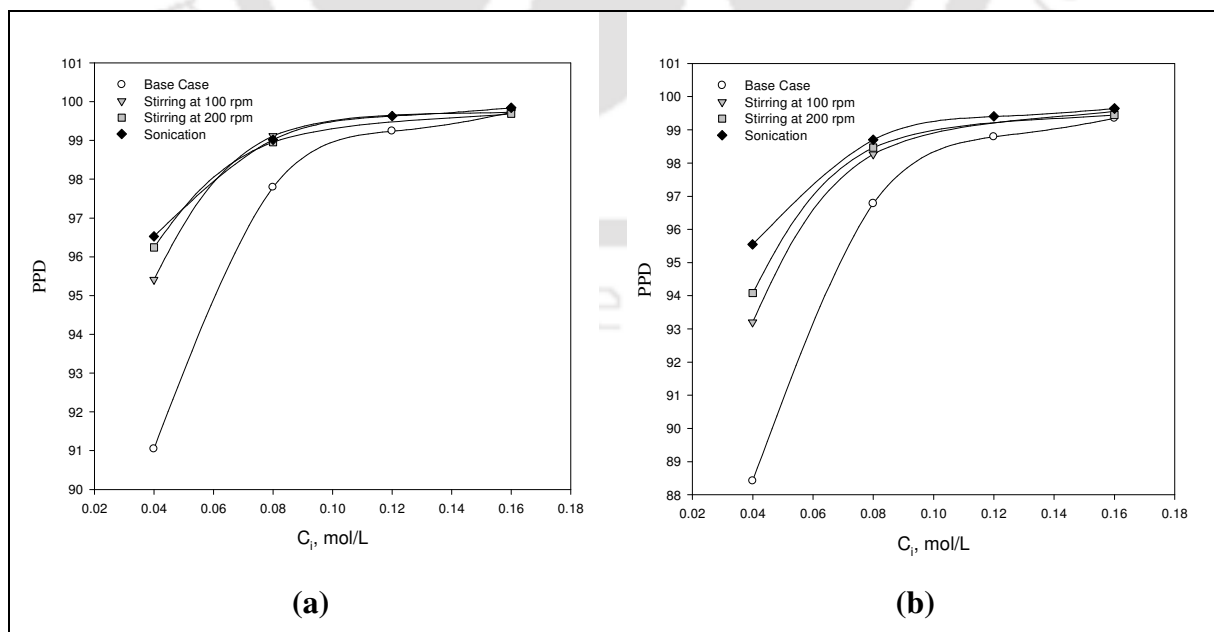 101
100
99
98
97
96
95
94
93
92
91
90
PPD
0.02 0.04 0.06 0.08 0.10 0.12 0.14 0.16 0.18
C_i, mol/L
Base Case
Stirring at 100 rpm
Stirring at 200 rpm
Sonication
(a)
101
100
99
98
97
96
95
94
93
92
91
90
89
88
PPD
0.02 0.04 0.06 0.08 0.10 0.12 0.14 0.16 0.18
C_i, mol/L
Base Case
Stirring at 100 rpm
Stirring at 200 rpm
Sonication
(b)